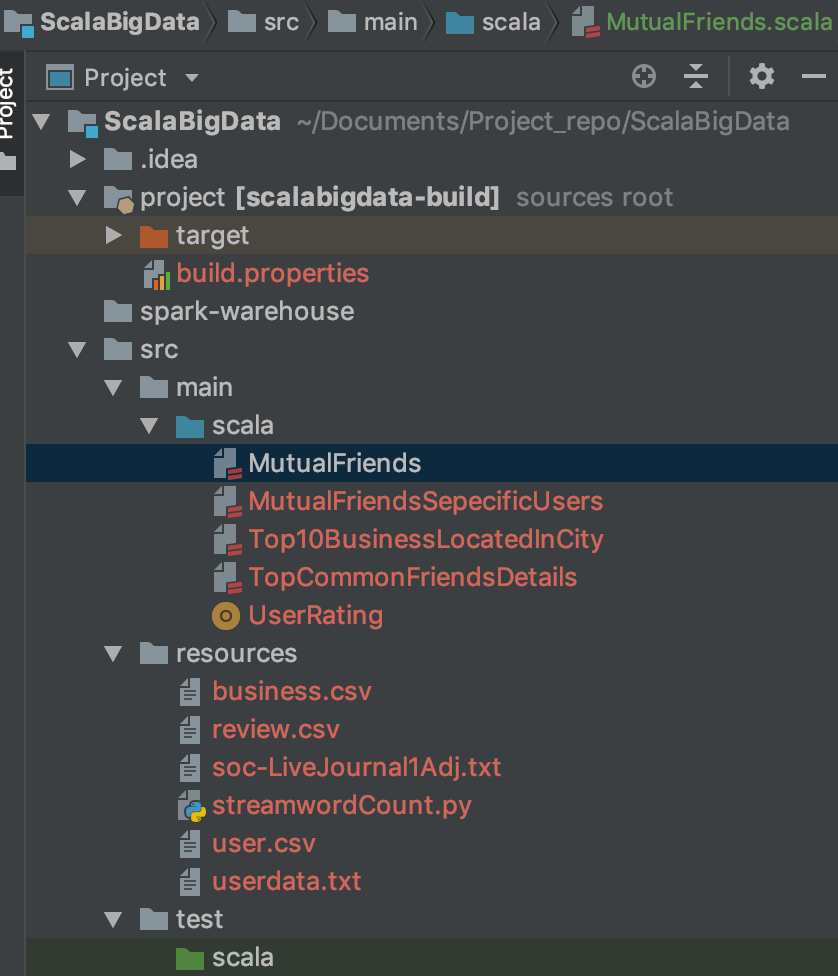 ScalaBigData src main scala MutualFriends.scala
Project
Project
ScalaBigData ~/Documents/Project_repo/ScalaBigData
.idea
project [scalabigdata-build] sources root
target
build.properties
spark-warehouse
src
main
scala
MutualFriends
MutualFriendsSepecificUsers
Top10BusinessLocatedInCity
TopCommonFriendsDetails
UserRating
resources
business.csv
review.csv
soc-LiveJournal1Adj.txt
streamwordCount.py
user.csv
userdata.txt
test
scala